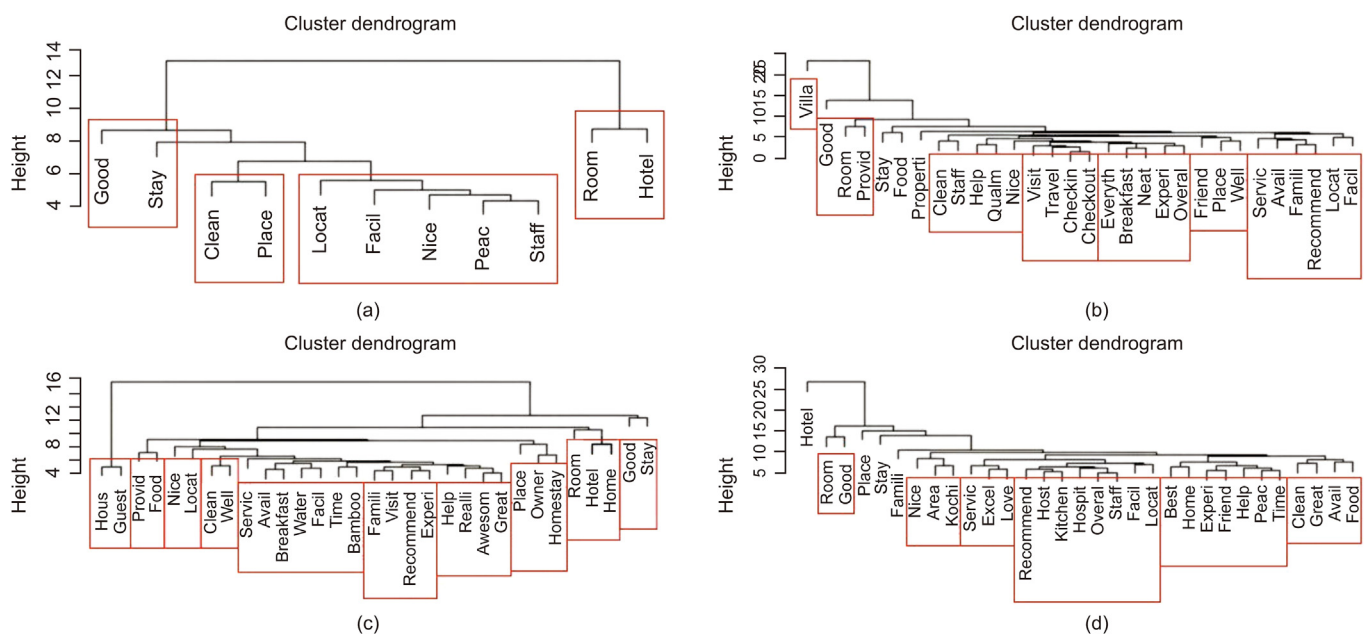 Cluster dendrogram
Height
14
12
10
8
6
4
Good
Stay
Clean
Place
Locat
Facil
Nice
Peac
Staff
Room
Hotel
(a)
Cluster dendrogram
Height
20
15
10
5
0
Villa
Good
Room
Provid
Stay
Food
Properti
Clean
Staff
Help
Qualm
Nice
Visit
Travel
Checkin
Checkout
Everyth
Breakfast
Neat
Experi
Overal
Friend
Place
Well
Servic
Avail
Famili
Recommend
Locat
Facil
(b)
Cluster dendrogram
Height
16
12
8
4
Hous
Guest
Provid
Food
Nice
Locat
Clean
Well
Servic
Avail
Breakfast
Water
Facil
Time
Bamboo
Famili
Visit
Recommend
Experi
Help
Realli
Awesom
Great
Place
Owner
Homestay
Room
Hotel
Home
Good
Stay
(c)
Cluster dendrogram
Height
30
25
20
15
10
5
Hotel
Room
Good
Place
Stay
Famili
Nice
Area
Kochi
Servic
Excel
Love
Recommend
Host
Kitchen
Hospit
Overal
Staff
Facil
Locat
Best
Home
Experi
Friend
Help
Peac
Time
Clean
Great
Avail
Food
(d)